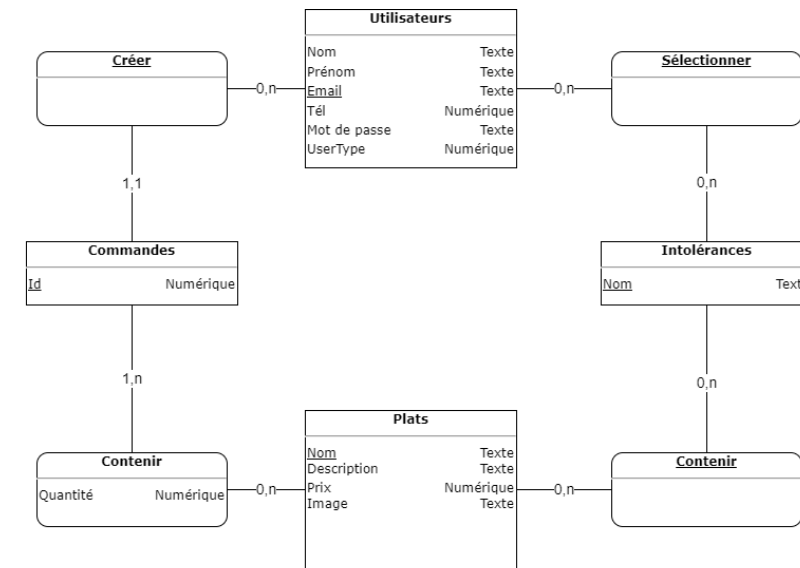 Utilisateurs
Nom Texte
Prénom Texte
Email Texte
Tél Numérique
Mot de passe Texte
UserType Numérique
Créer
0,n
0,n
Sélectionner
1,1
0,n
Commandes
Id Numérique
Intolérances
Nom Text
1,n
0,n
Contenir
Quantité Numérique
0,n
Plats
Nom Texte
Description Texte
Prix Numérique
Image Texte
0,n
Contenir